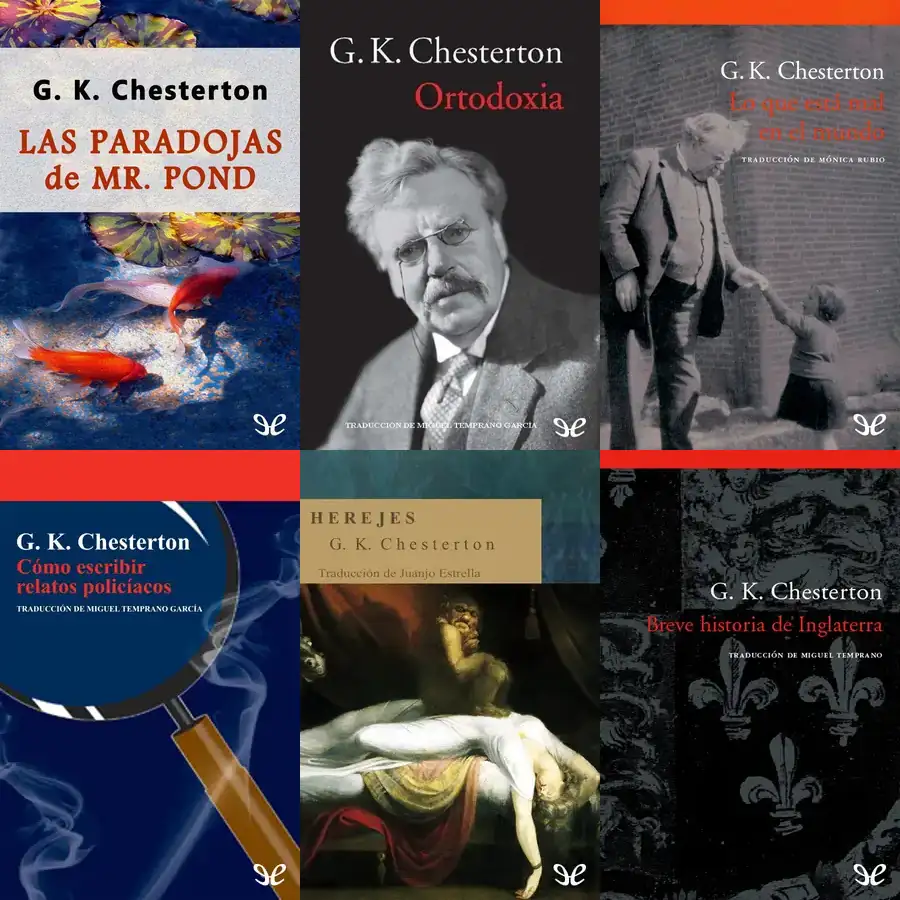 G. K. Chesterton
LAS PARADOJAS
de MR. POND
G. K. Chesterton
Ortodoxia
TRADUCCIÓN DE MIGUEL TEMPRANO GARCÍA
G. K. Chesterton
Lo que está mal
en el mundo
TRADUCCIÓN DE MÓNICA RUBIO
G. K. Chesterton
Cómo escribir
relatos policíacos
TRADUCCIÓN DE MIGUEL TEMPRANO GARCÍA
HEREJES
G. K. Chesterton
Traducción de Juanjo Estrella
G. K. Chesterton
Breve historia de Inglaterra
TRADUCCIÓN DE MIGUEL TEMPRANO